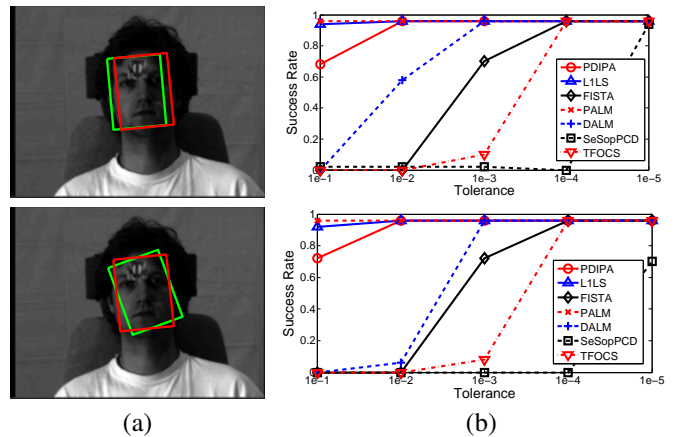 1
0.8
0.6
0.4
0.2
0
Success Rate
1e-1 1e-2 1e-3 1e-4 1e-5
Tolerance
PDIPA
L1LS
FISTA
PALM
DALM
SeSopPCD
TFOCS
1
0.8
0.6
0.4
0.2
0
Success Rate
1e-1 1e-2 1e-3 1e-4 1e-5
Tolerance
PDIPA
L1LS
FISTA
PALM
DALM
SeSopPCD
TFOCS
(a) (b)